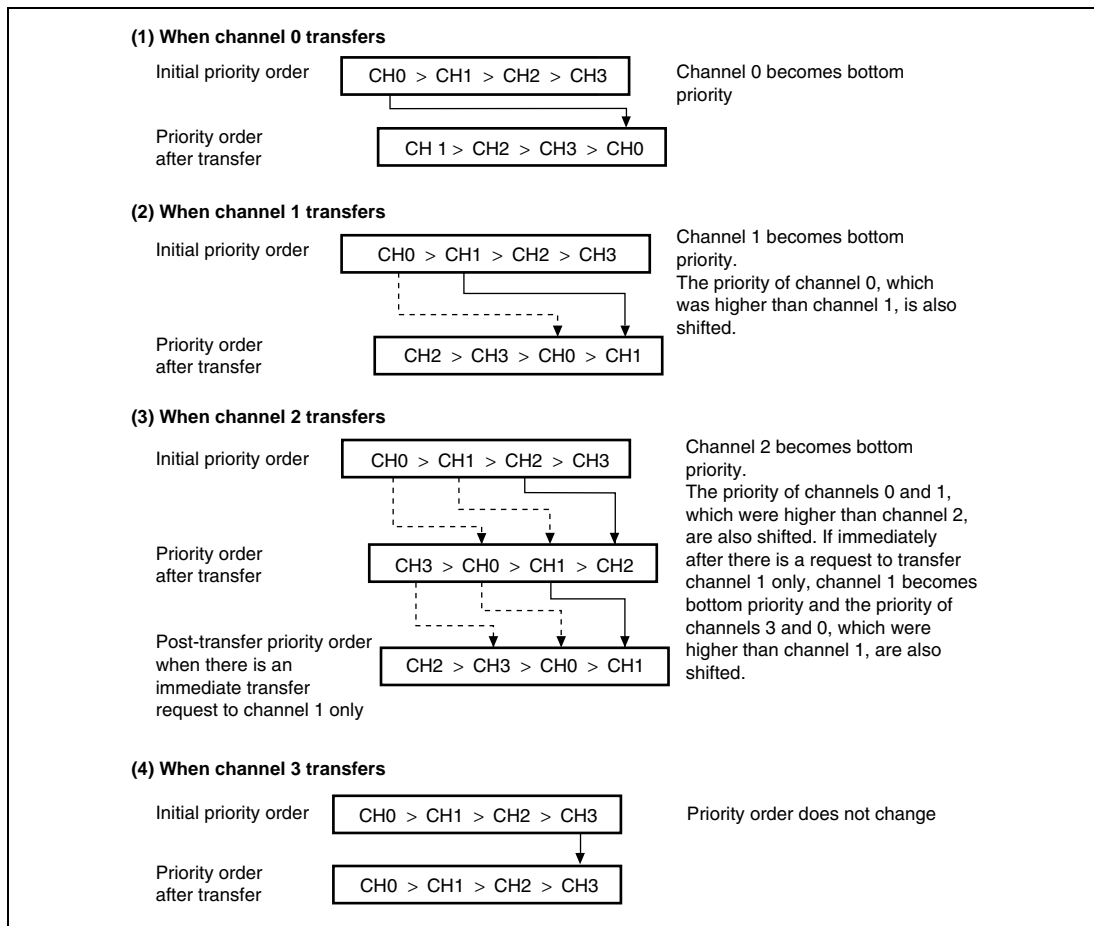 (1) When channel 0 transfers
Initial priority order
CH0 > CH1 > CH2 > CH3
Channel 0 becomes bottom
priority
Priority order
after transfer
CH 1 > CH2 > CH3 > CH0
(2) When channel 1 transfers
Initial priority order
CH0 > CH1 > CH2 > CH3
Channel 1 becomes bottom
priority.
The priority of channel 0, which
was higher than channel 1, is also
shifted.
Priority order
after transfer
CH2 > CH3 > CH0 > CH1
(3) When channel 2 transfers
Initial priority order
CH0 > CH1 > CH2 > CH3
Channel 2 becomes bottom
priority.
The priority of channels 0 and 1,
which were higher than channel 2,
are also shifted. If immediately
after there is a request to transfer
channel 1 only, channel 1 becomes
bottom priority and the priority of
channels 3 and 0, which were
higher than channel 1, are also
shifted.
Priority order
after transfer
CH3 > CH0 > CH1 > CH2
Post-transfer priority order
when there is an
immediate transfer
request to channel 1 only
CH2 > CH3 > CH0 > CH1
(4) When channel 3 transfers
Initial priority order
CH0 > CH1 > CH2 > CH3
Priority order does not change
Priority order
after transfer
CH0 > CH1 > CH2 > CH3